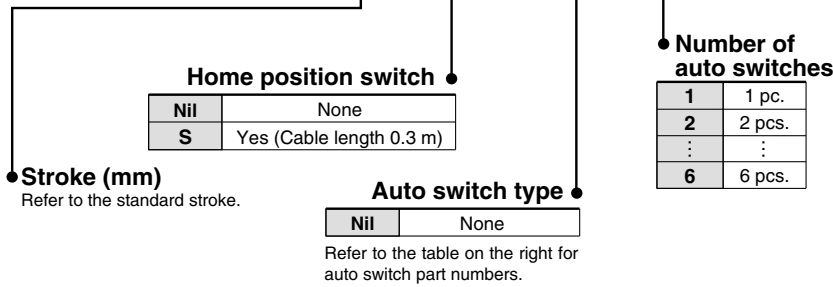 Number of
auto switches
1 1 pc.
2 2 pcs.
⋮ ⋮
6 6 pcs.
Home position switch
Nil None
S Yes (Cable length 0.3 m)
Stroke (mm)
Refer to the standard stroke.
Auto switch type
Nil None
Refer to the table on the right for
auto switch part numbers.